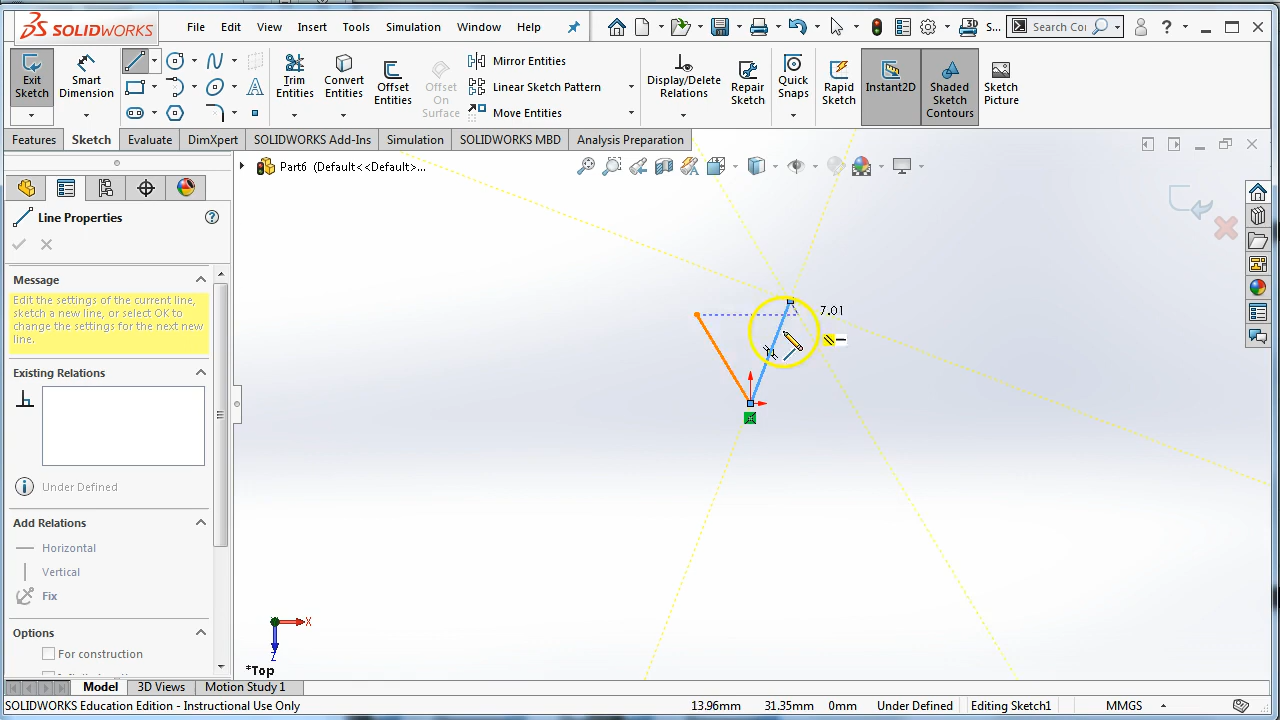 SOLIDWORKS
File Edit View Insert Tools Simulation Window Help
S...
Search Co
?
Exit Sketch
Smart Dimension
Trim Entities
Convert Entities
Offset Entities
Offset On Surface
Mirror Entities
Linear Sketch Pattern
Move Entities
Display/Delete Relations
Repair Sketch
Quick Snaps
Rapid Sketch
Instant2D
Shaded Sketch Contours
Sketch Picture
Features Sketch Evaluate DimXpert SOLIDWORKS Add-Ins Simulation SOLIDWORKS MBD Analysis Preparation
Part6 (Default<<Default>...
Line Properties
?
Message
Edit the settings of the current line,
sketch a new line, or select OK to
change the settings for the next new
line.
Existing Relations
Under Defined
Add Relations
Horizontal
Vertical
Fix
Options
For construction
7.01
X
Z
*Top
Model 3D Views Motion Study 1
SOLIDWORKS Education Edition - Instructional Use Only
13.96mm 31.35mm 0mm Under Defined Editing Sketch1 MMGS